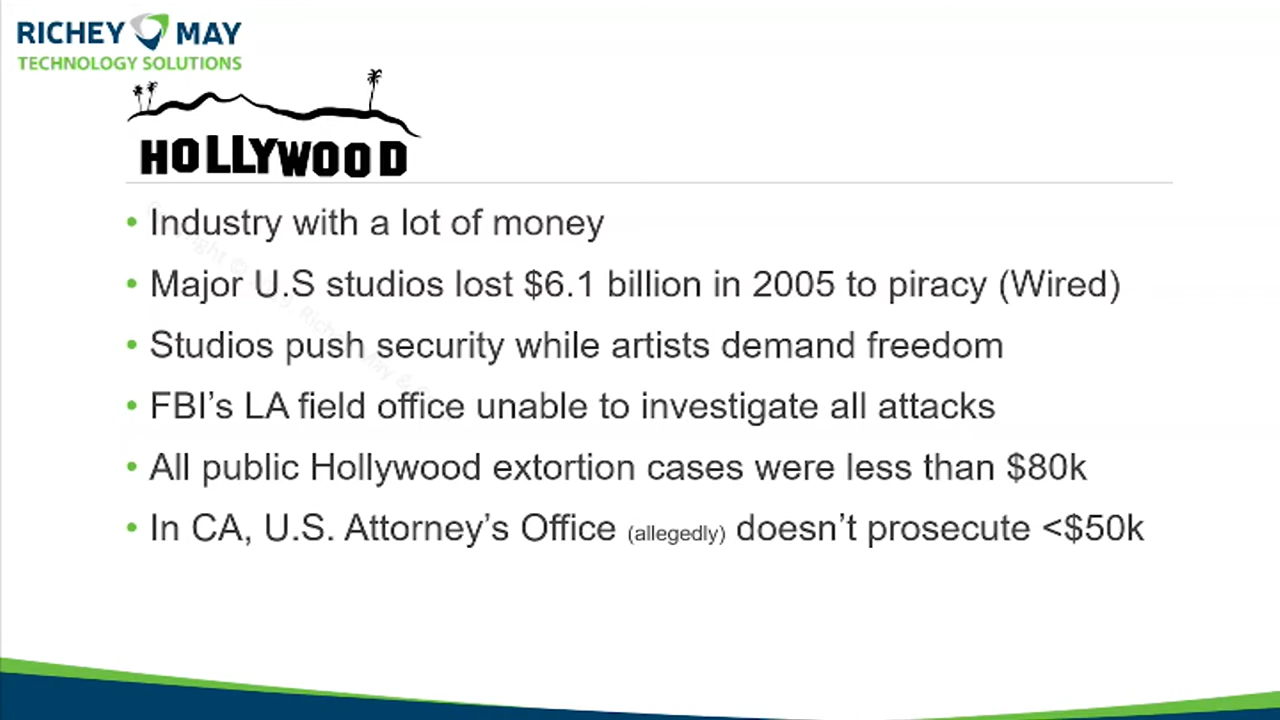 RICHEY MAY
TECHNOLOGY SOLUTIONS
HOLLYWOOD
• Industry with a lot of money
• Major U.S studios lost $6.1 billion in 2005 to piracy (Wired)
• Studios push security while artists demand freedom
• FBI’s LA field office unable to investigate all attacks
• All public Hollywood extortion cases were less than $80k
• In CA, U.S. Attorney’s Office (allegedly) doesn’t prosecute <$50k